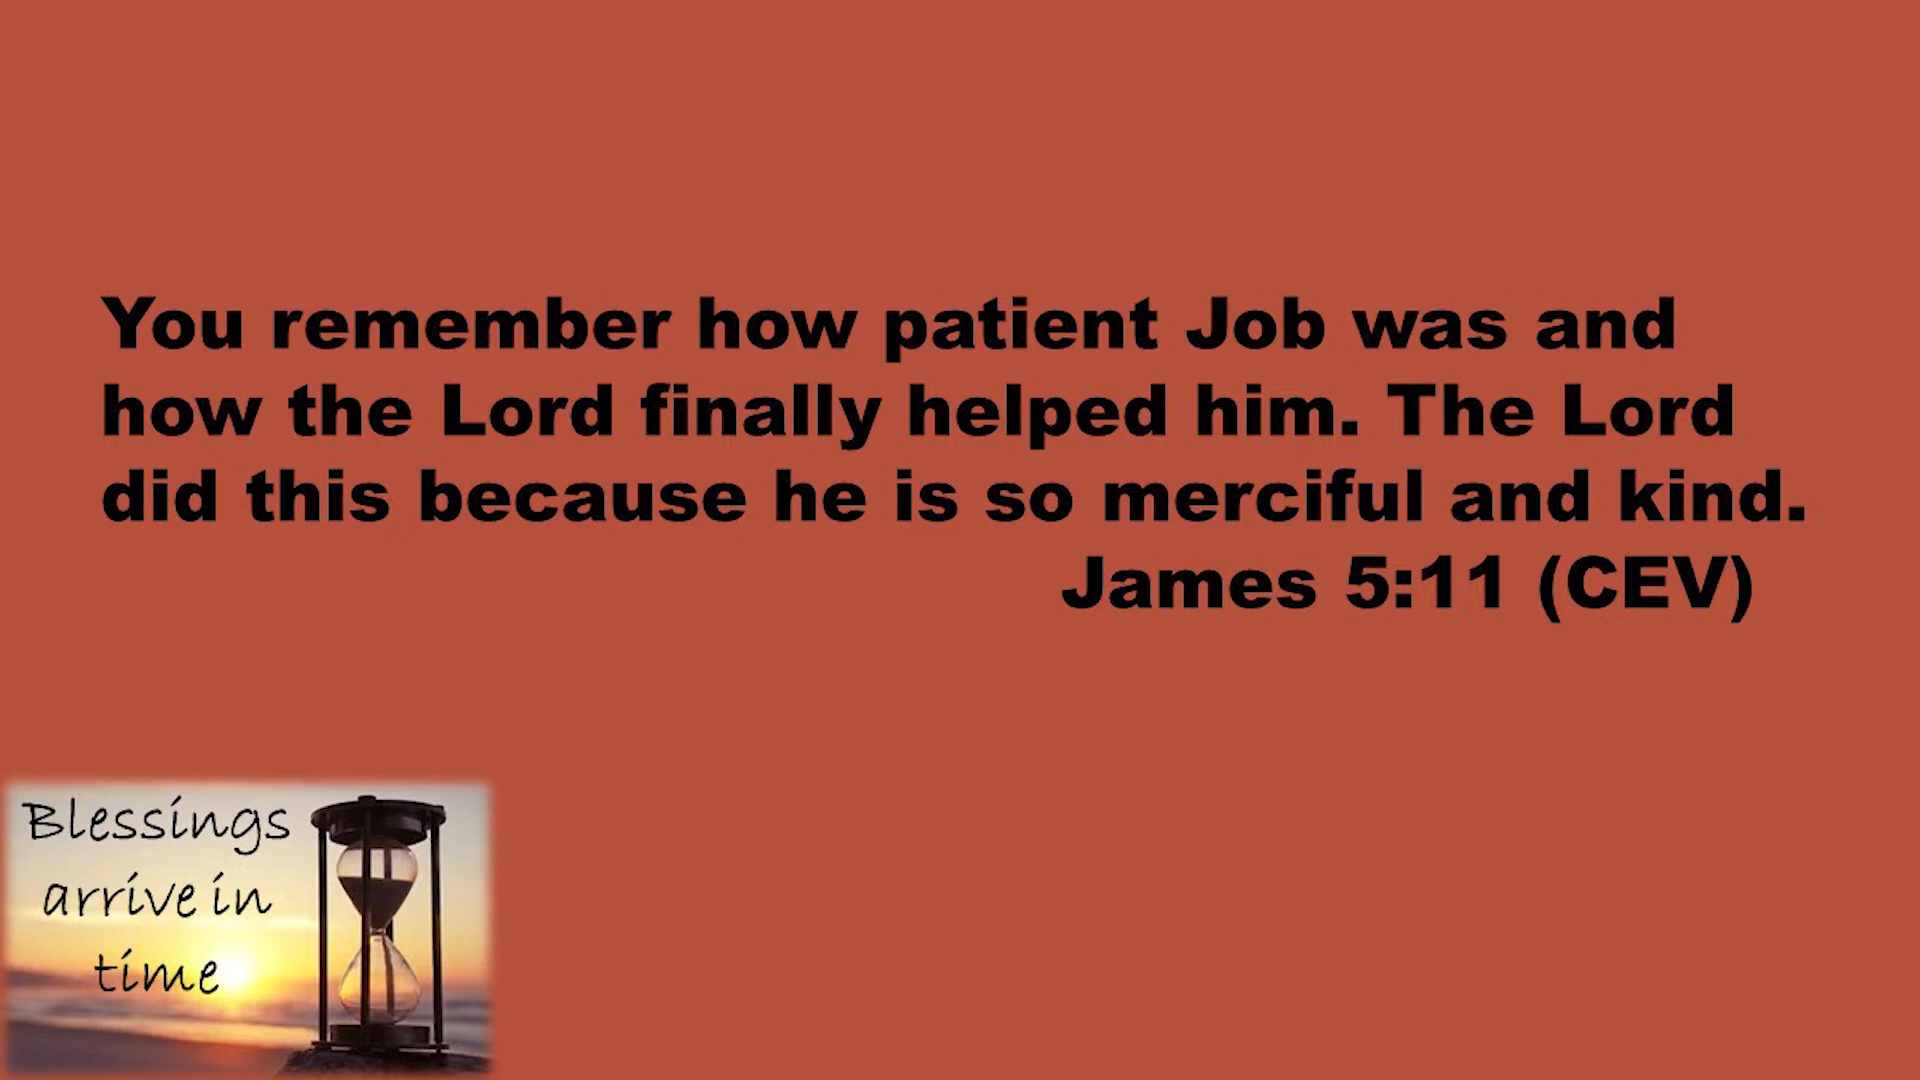 You remember how patient Job was and
how the Lord finally helped him. The Lord
did this because he is so merciful and kind.
James 5:11 (CEV)
Blessings
arrive in
time